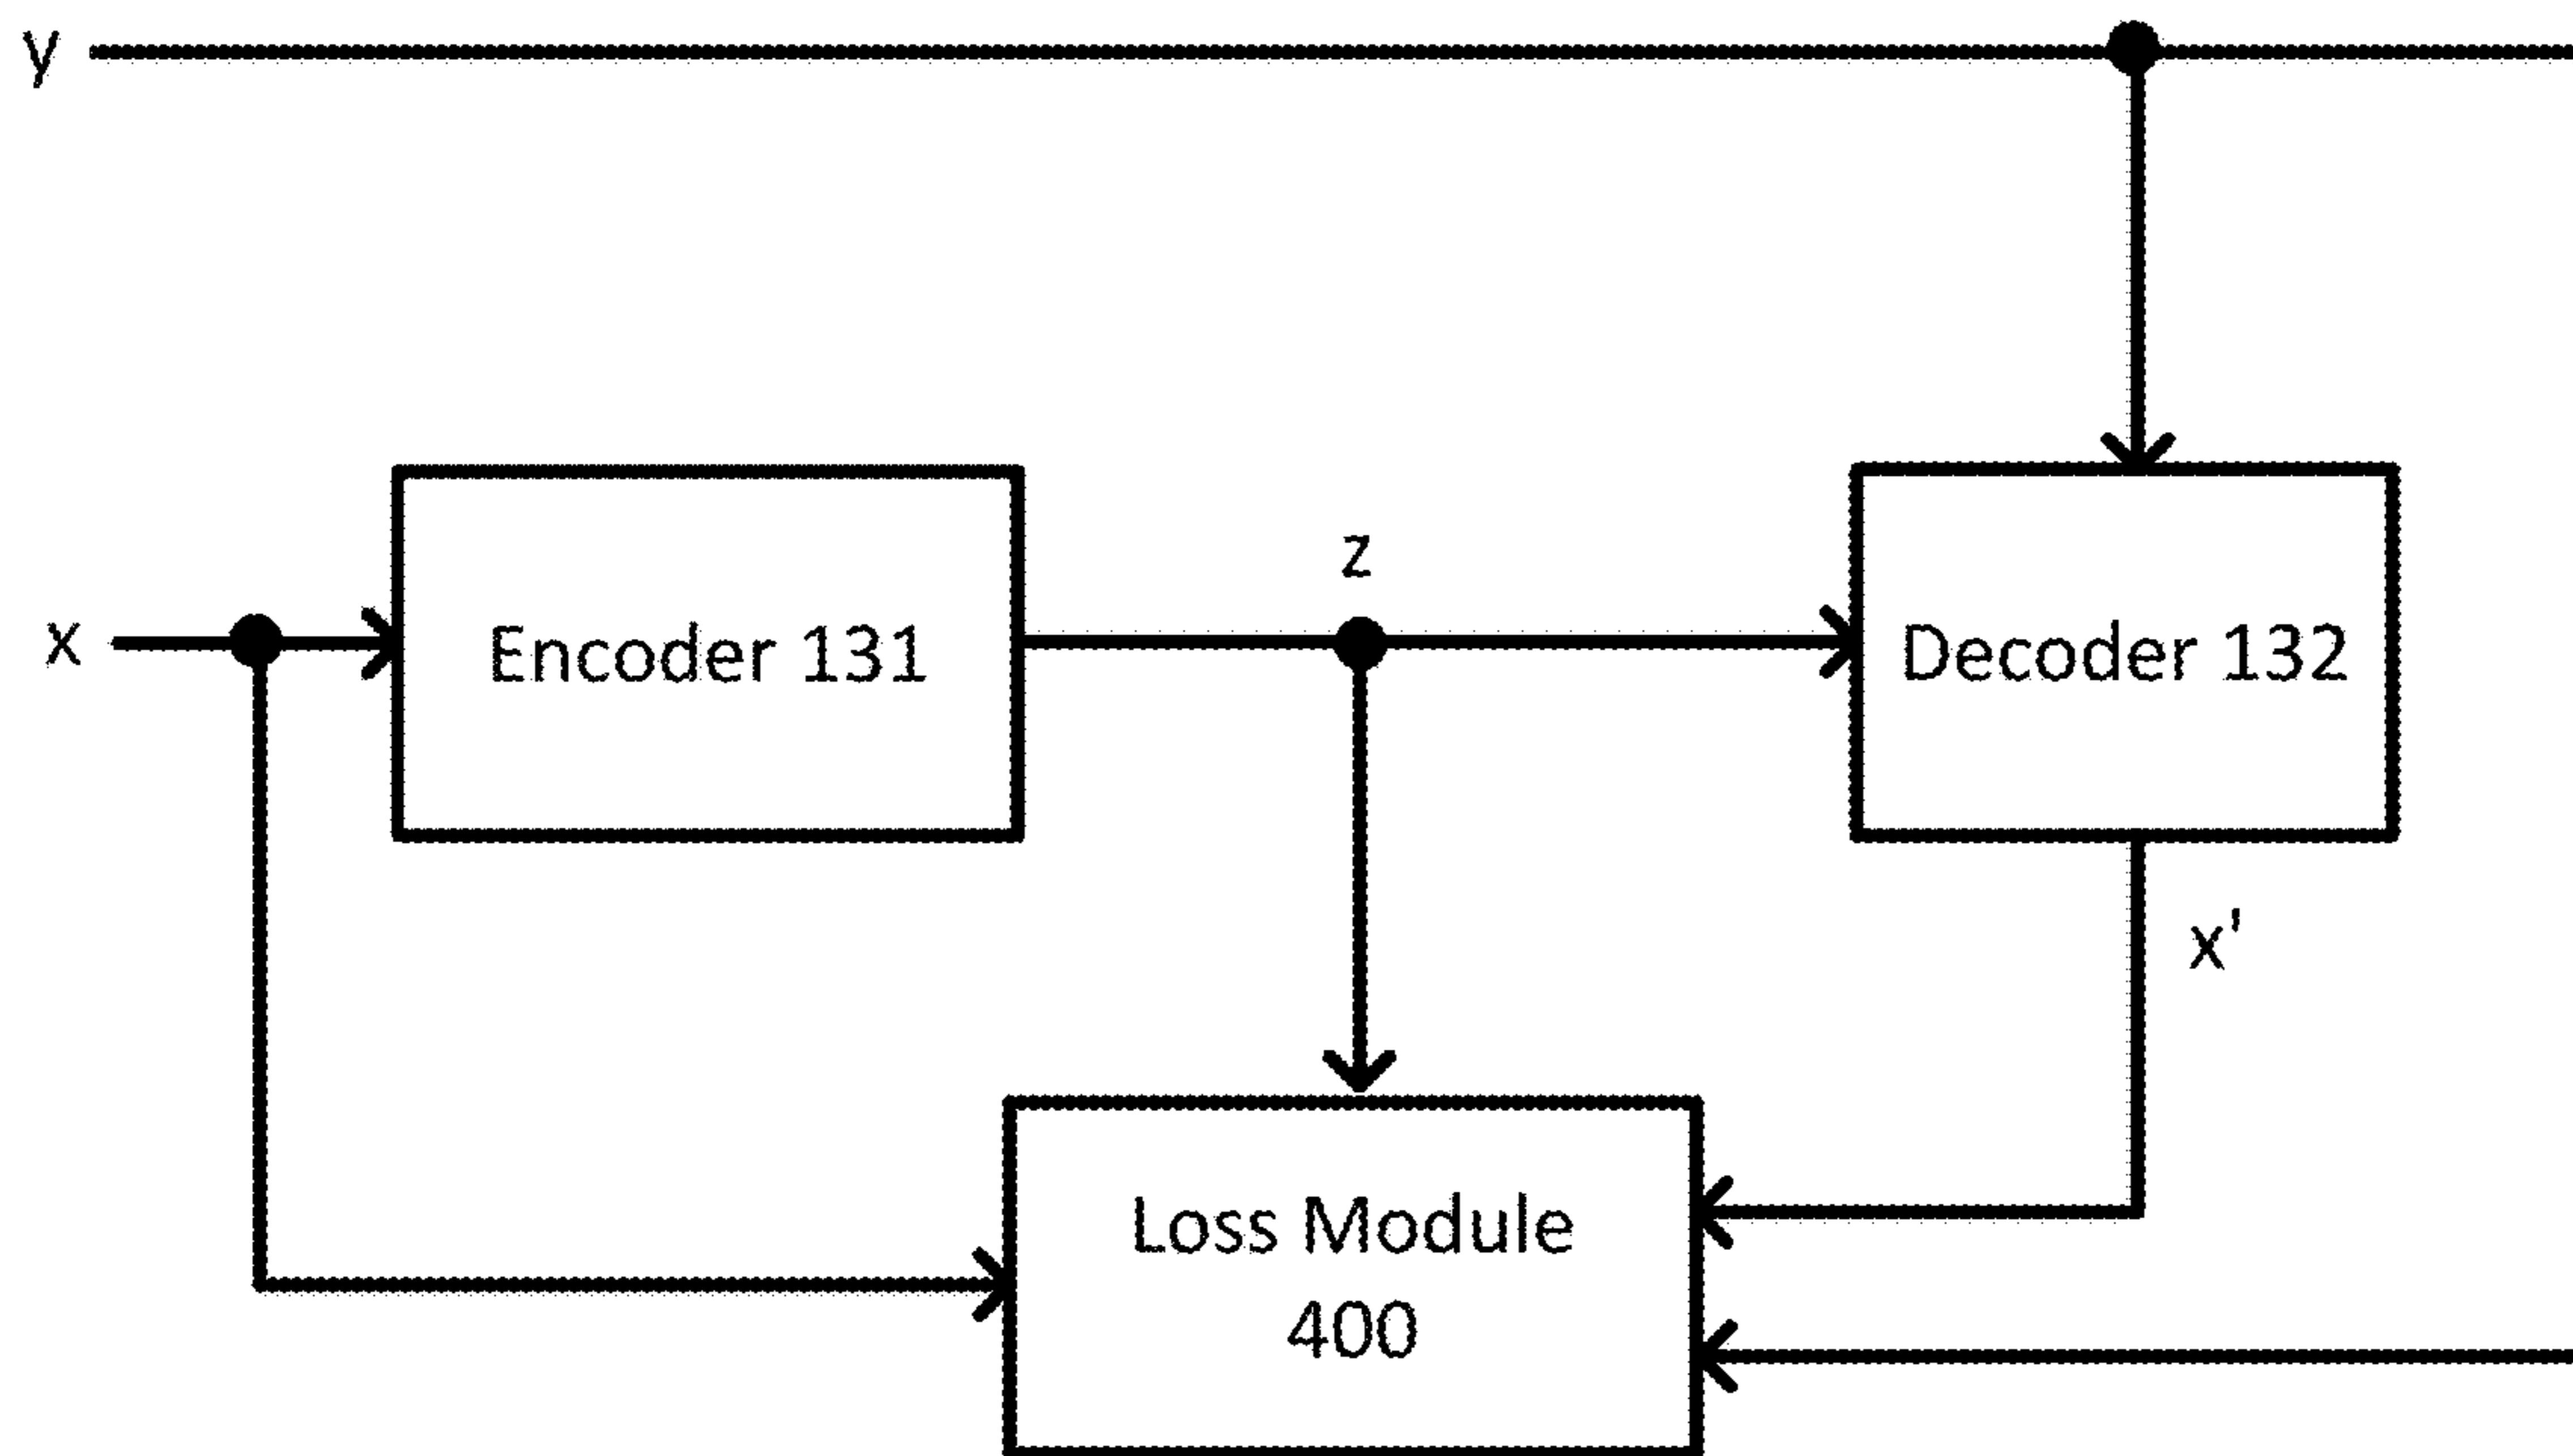 y
z
x
Encoder 131
Decoder 132
x'
Loss Module
400